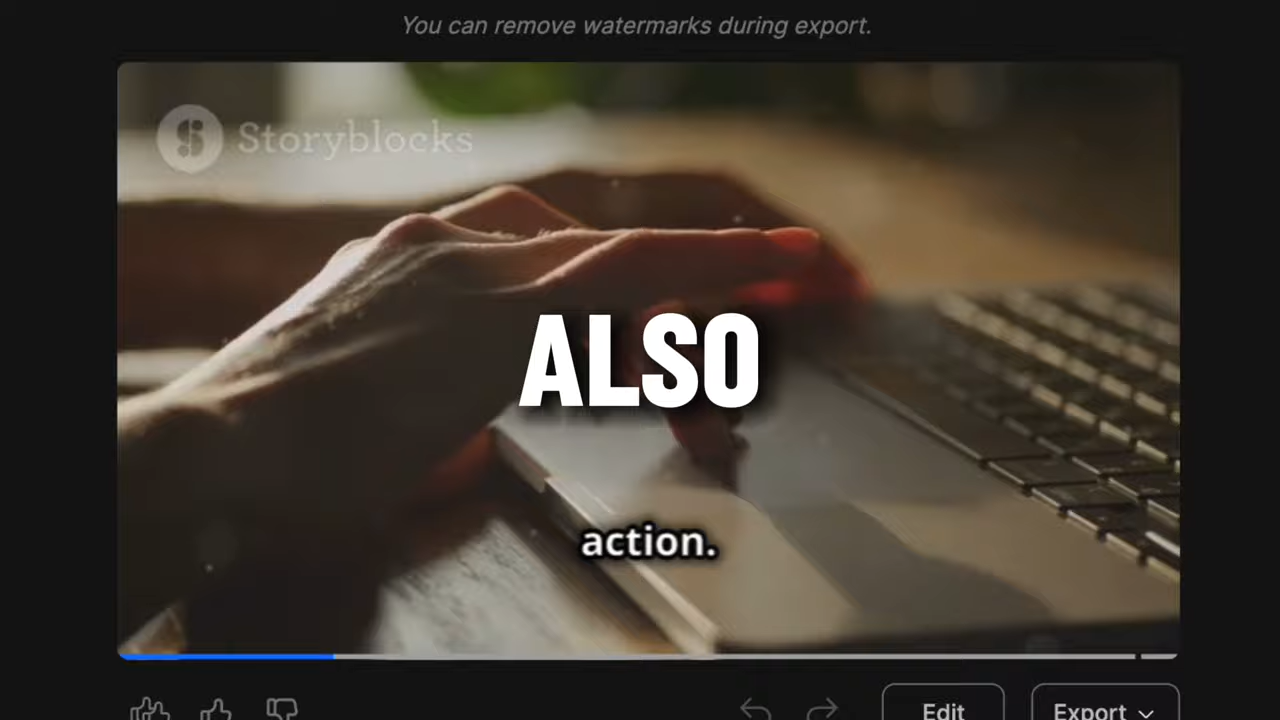 You can remove watermarks during export.
Storyblocks
ALSO
action.
Edit
Export